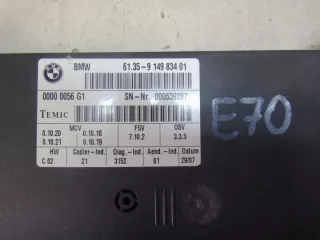 BMW 61.35-9 149 834 01
0000 0056 G1 SN-Nr. 000539287
TEMIC
MCV FSV OSV
0.10.20 0.10.18 7.10.2 3.3.3
0.10.21 0.10.19
HW Codier-Ind. Diag.-Ind. Aend.-Ind. Datum
C 02 21 3152 01 29/07
E70